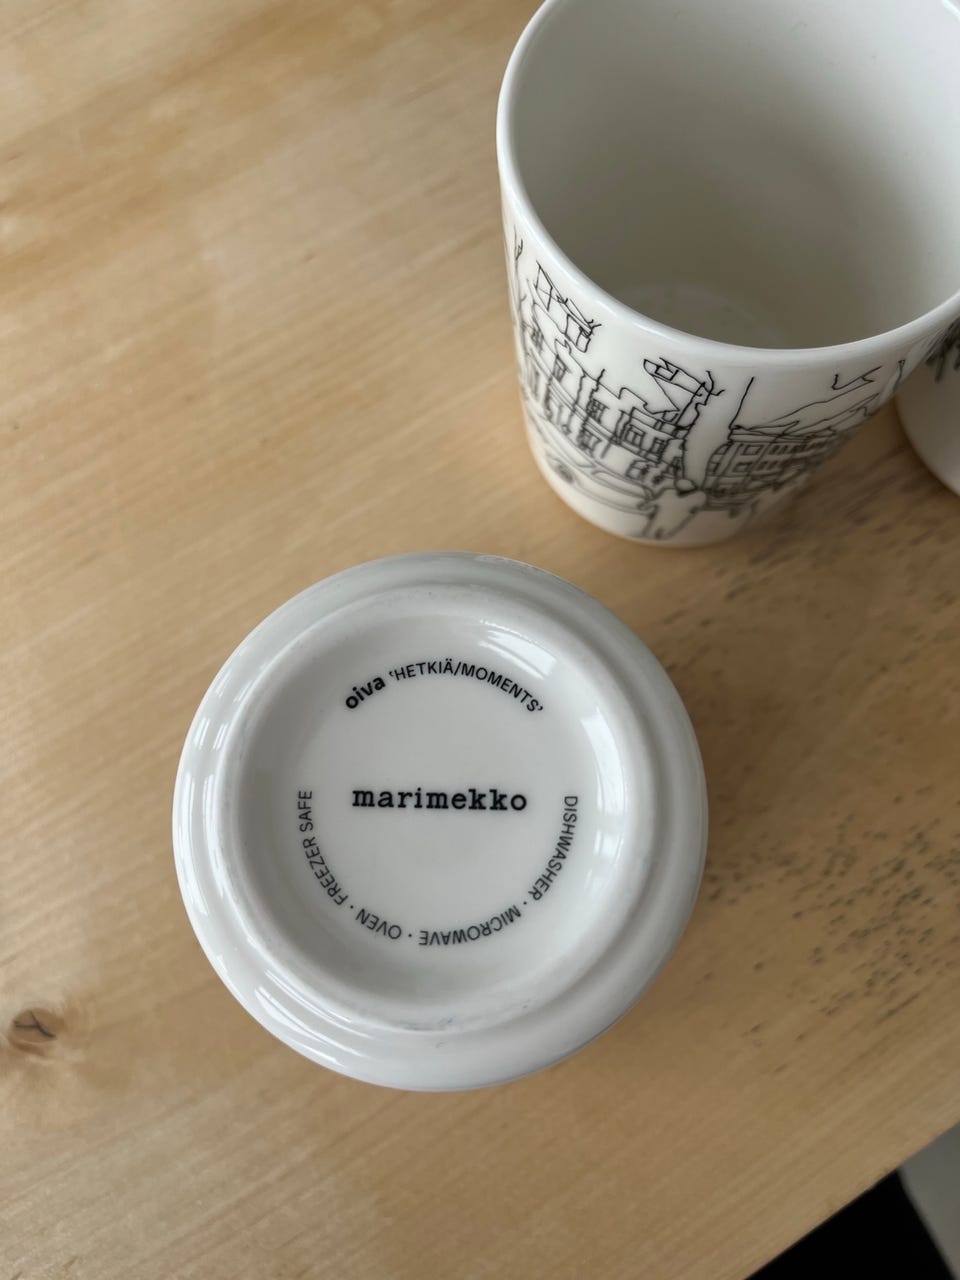 oiva ‘HETKIÄ/MOMENTS’
marimekko
DISHWASHER · MICROWAVE · OVEN · FREEZER SAFE